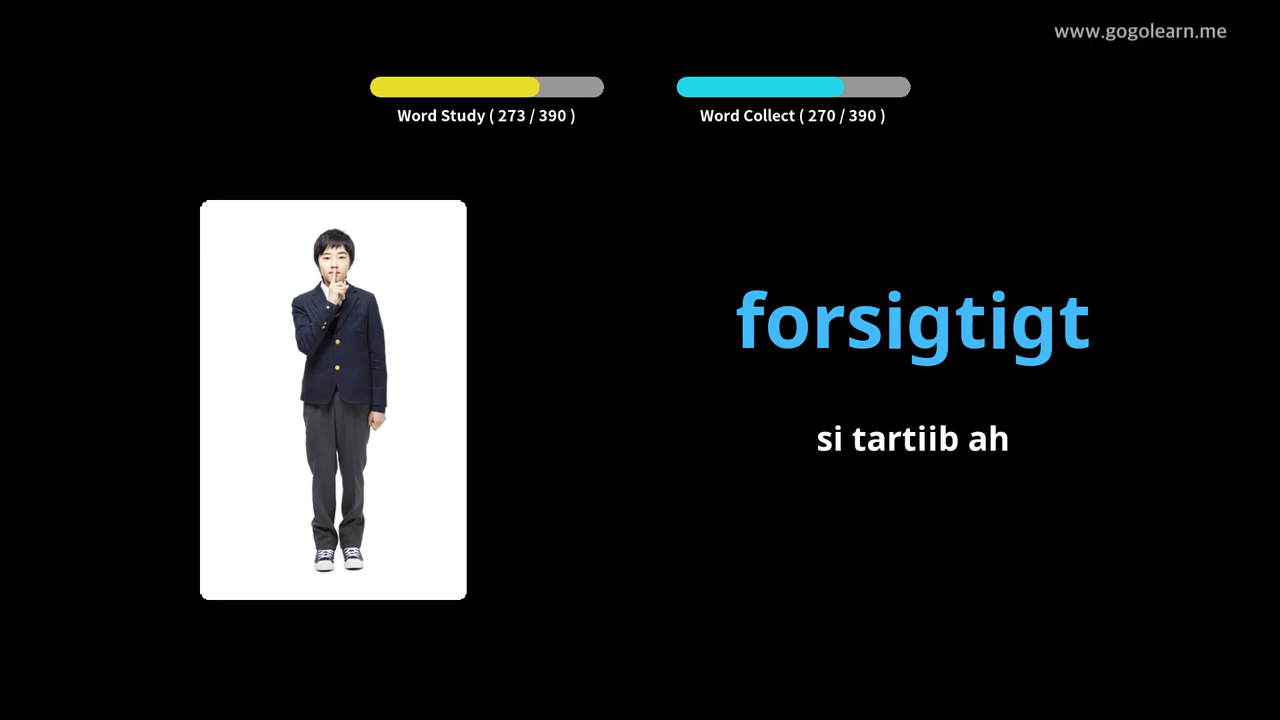 www.gogolearn.me
Word Study ( 273 / 390 )
Word Collect ( 270 / 390 )
forsigtigt
si tartiib ah